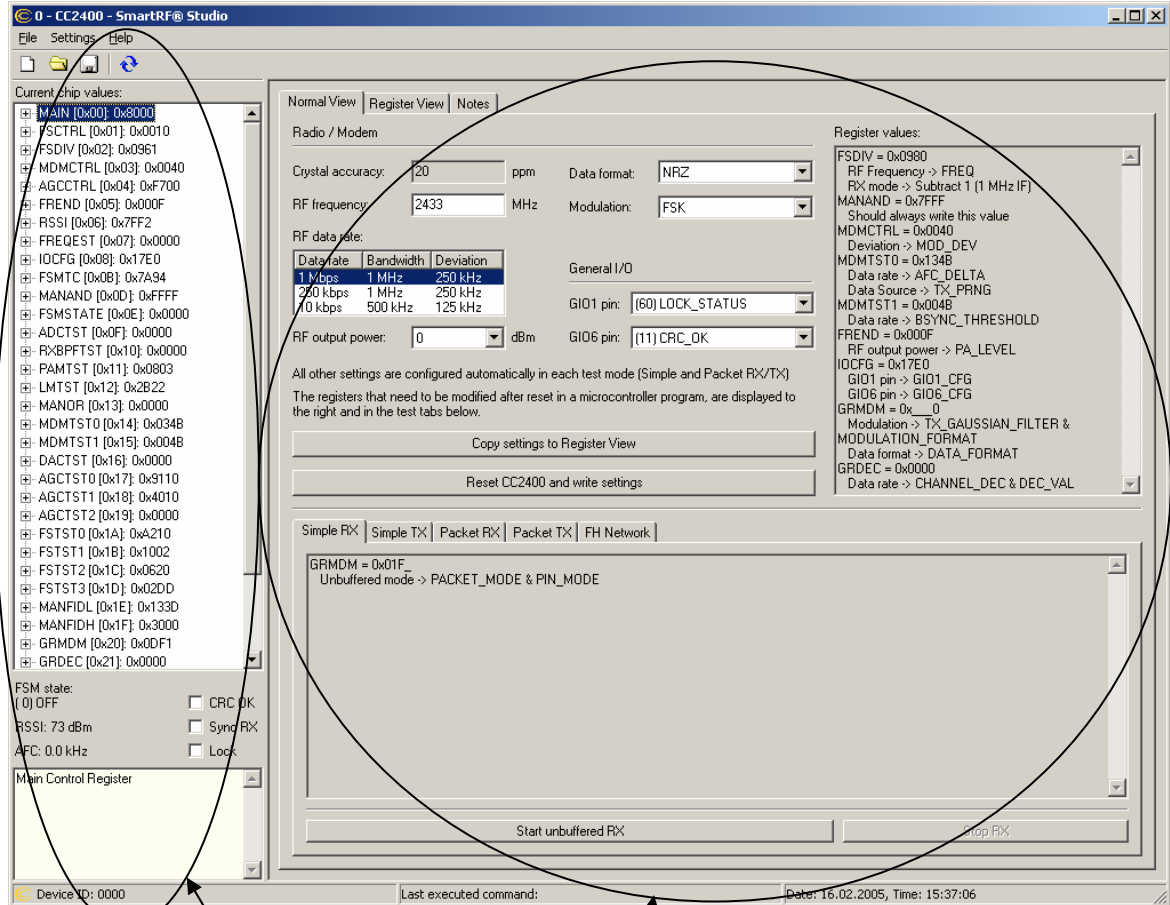 0 - CC2400 - SmartRF® Studio
File Settings Help
Current chip values:
MAIN [0x00]: 0x8000
FSCTRL [0x01]: 0x0010
FSDIV [0x02]: 0x0961
MDMCTRL [0x03]: 0x0040
AGCCTRL [0x04]: 0xF700
FREND [0x05]: 0x000F
RSSI [0x06]: 0x7FF2
FREQEST [0x07]: 0x0000
IOCFG [0x08]: 0x17E0
FSMTC [0x0B]: 0x7A94
MANAND [0x0D]: 0xFFFF
FSMSTATE [0x0E]: 0x0000
ADCTST [0x0F]: 0x0000
RXBPFTST [0x10]: 0x0000
PAMTST [0x11]: 0x0803
LMTST [0x12]: 0x2B22
MANOR [0x13]: 0x0000
MDMTST0 [0x14]: 0x034B
MDMTST1 [0x15]: 0x004B
DACTST [0x16]: 0x0000
AGCTST0 [0x17]: 0x9110
AGCTST1 [0x18]: 0x4010
AGCTST2 [0x19]: 0x0000
FSTST0 [0x1A]: 0xA210
FSTST1 [0x1B]: 0x1002
FSTST2 [0x1C]: 0x0620
FSTST3 [0x1D]: 0x02DD
MANFIDL [0x1E]: 0x133D
MANFIDH [0x1F]: 0x3000
GRMDM [0x20]: 0x0DF1
GRDEC [0x21]: 0x0000
FSM state:
( 0) OFF
CRC OK
RSSI: 73 dBm
Sync RX
AFC: 0.0 kHz
Lock
Main Control Register
Normal View Register View Notes
Radio / Modem
Crystal accuracy: 20 ppm
Data format: NRZ
RF frequency: 2433 MHz
Modulation: FSK
RF data rate:
Data rate Bandwidth Deviation
1 Mbps 1 MHz 250 kHz
250 kbps 1 MHz 250 kHz
10 kbps 500 kHz 125 kHz
General I/O
GIO1 pin: (60) LOCK_STATUS
RF output power: 0 dBm
GIO6 pin: (11) CRC_OK
All other settings are configured automatically in each test mode (Simple and Packet RX/TX)
The registers that need to be modified after reset in a microcontroller program, are displayed to
the right and in the test tabs below.
Copy settings to Register View
Reset CC2400 and write settings
Register values:
FSDIV = 0x0980
RF Frequency -> FREQ
RX mode -> Subtract 1 (1 MHz IF)
MANAND = 0x7FFF
Should always write this value
MDMCTRL = 0x0040
Deviation -> MOD_DEV
MDMTST0 = 0x134B
Data rate -> AFC_DELTA
Data Source -> TX_PRNG
MDMTST1 = 0x004B
Data rate -> BSYNC_THRESHOLD
FREND = 0x000F
RF output power -> PA_LEVEL
IOCFG = 0x17E0
GIO1 pin -> GIO1_CFG
GIO6 pin -> GIO6_CFG
GRMDM = 0x___0
Modulation -> TX_GAUSSIAN_FILTER &
MODULATION_FORMAT
Data format -> DATA_FORMAT
GRDEC = 0x0000
Data rate -> CHANNEL_DEC & DEC_VAL
Simple RX Simple TX Packet RX Packet TX FH Network
GRMDM = 0x01F_
Unbuffered mode -> PACKET_MODE & PIN_MODE
Start unbuffered RX
Stop RX
Device ID: 0000
Last executed command:
Date: 16.02.2005, Time: 15:37:06